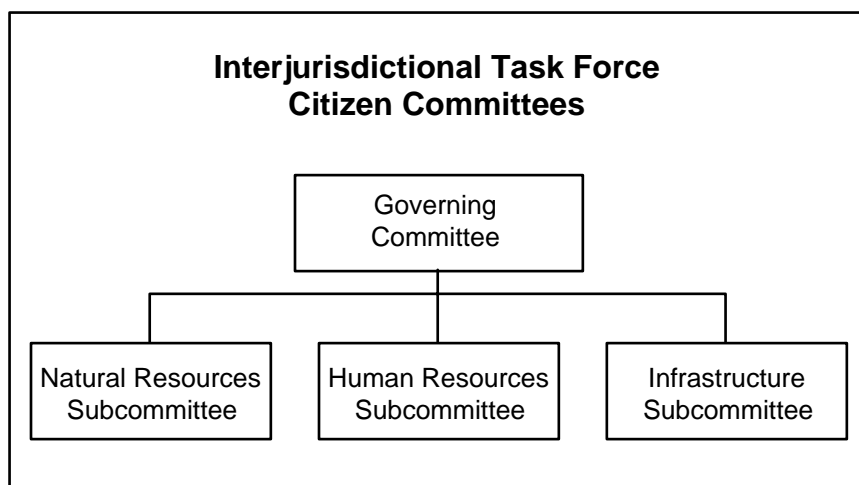 Interjurisdictional Task Force
Citizen Committees
Governing
Committee
Natural Resources
Subcommittee
Human Resources
Subcommittee
Infrastructure
Subcommittee